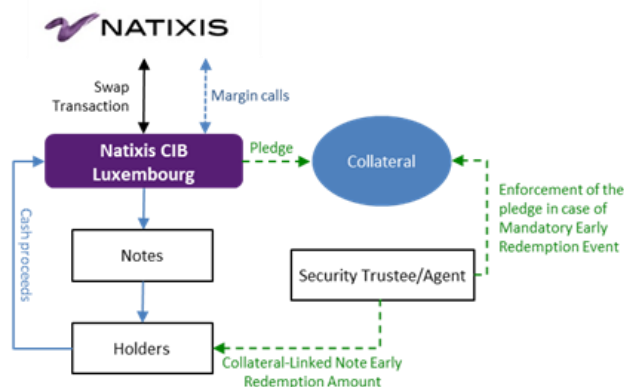 NATIXIS
Swap
Transaction
Margin calls
Natixis CIB
Luxembourg
Pledge
Collateral
Enforcement of the
pledge in case of
Mandatory Early
Redemption Event
Cash proceeds
Notes
Security Trustee/Agent
Holders
Collateral-Linked Note Early
Redemption Amount